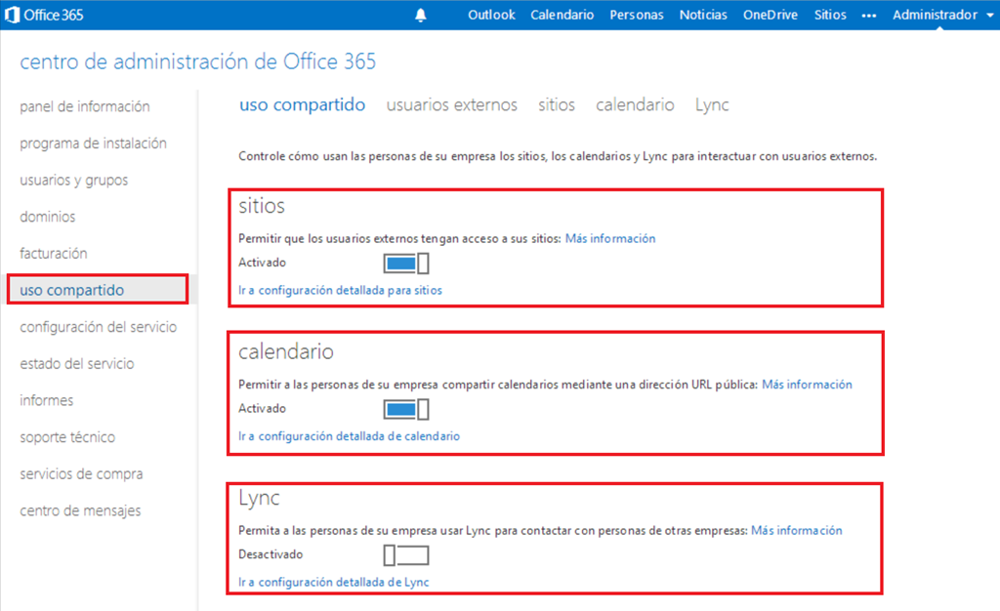 Office 365
Outlook Calendario Personas Noticias OneDrive Sitios ••• Administrador
centro de administración de Office 365
panel de información
programa de instalación
usuarios y grupos
dominios
facturación
uso compartido
configuración del servicio
estado del servicio
informes
soporte técnico
servicios de compra
centro de mensajes
uso compartido usuarios externos sitios calendario Lync
Controle cómo usan las personas de su empresa los sitios, los calendarios y Lync para interactuar con usuarios externos.
sitios
Permitir que los usuarios externos tengan acceso a sus sitios: Más información
Activado
Ir a configuración detallada para sitios
calendario
Permitir a las personas de su empresa compartir calendarios mediante una dirección URL pública: Más información
Activado
Ir a configuración detallada de calendario
Lync
Permita a las personas de su empresa usar Lync para contactar con personas de otras empresas: Más información
Desactivado
Ir a configuración detallada de Lync